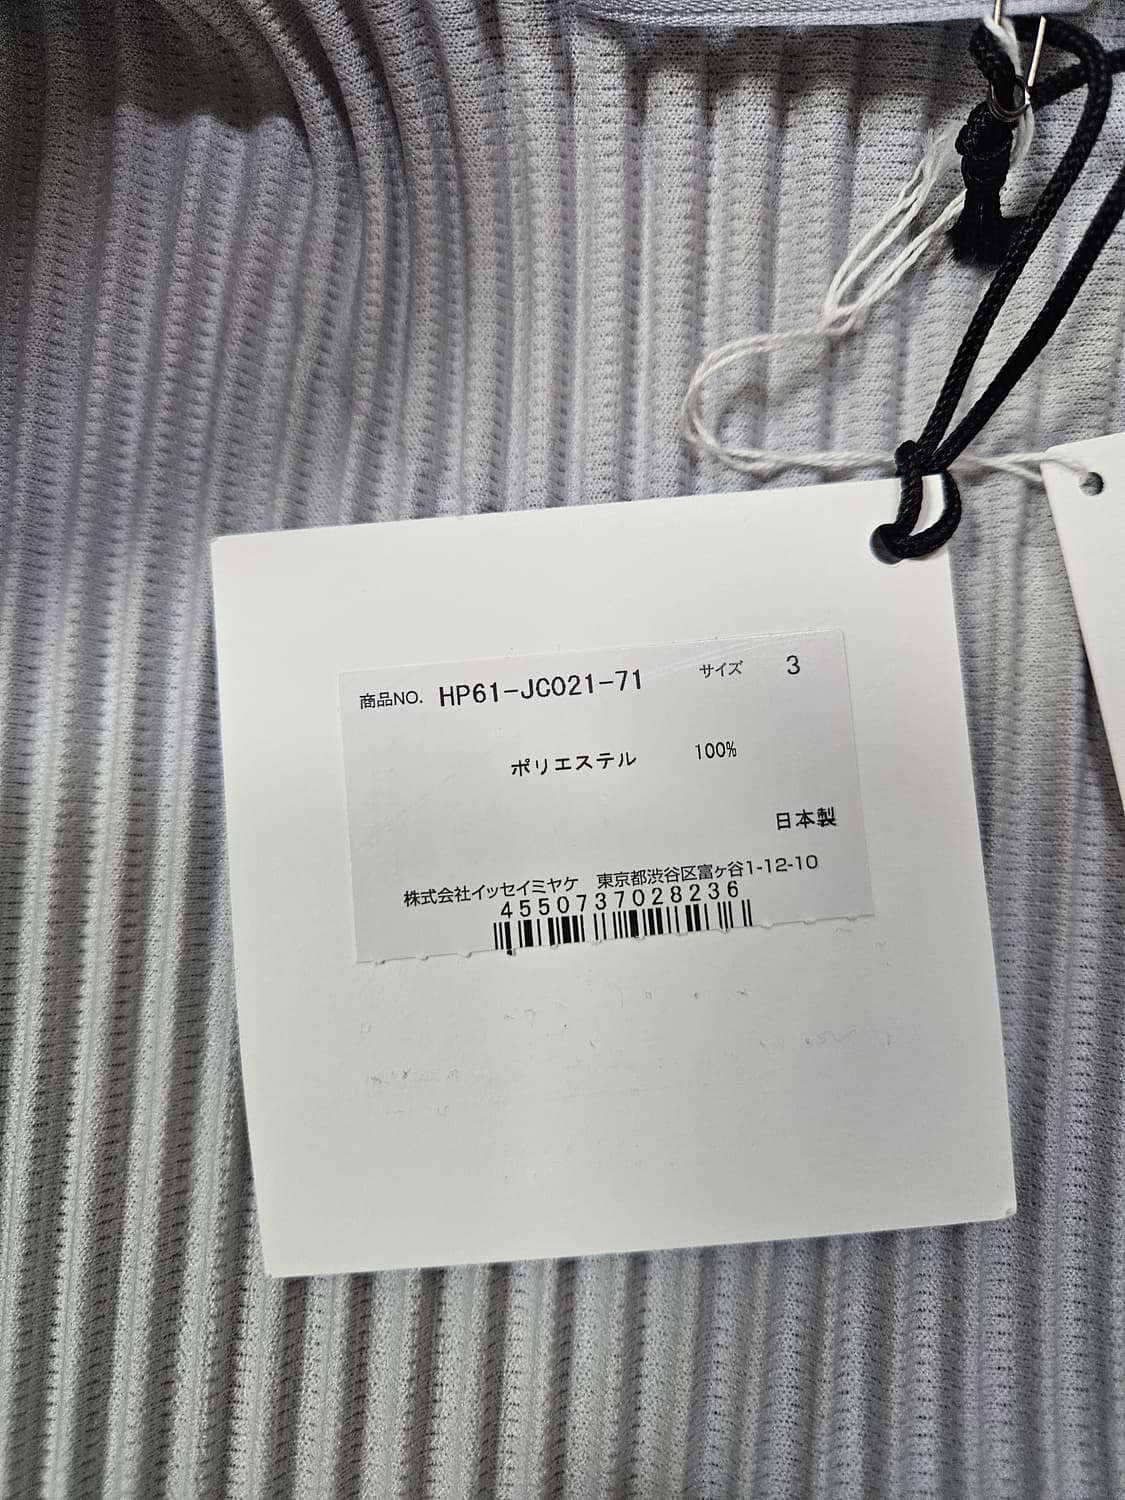 商品NO. HP61-JC021-71 サイズ 3
ポリエステル 100%
日本製
株式会社イッセイミヤケ 東京都渋谷区富ヶ谷1-12-10
4550737028236